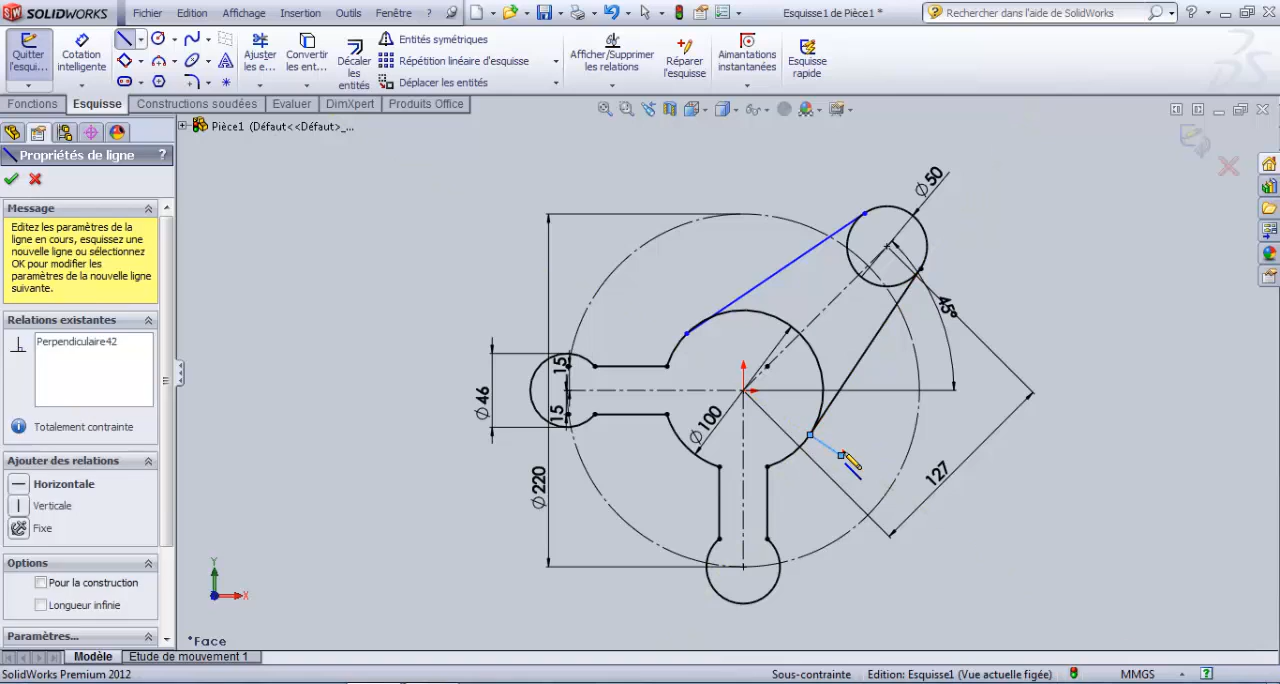 SOLIDWORKS
Fichier Edition Affichage Insertion Outils Fenêtre ?
Esquisse1 de Pièce1 *
Rechercher dans l'aide de SolidWorks
Quitter
l'esqui...
Cotation
intelligente
Ajuster
les e...
Convertir
les ent...
Décaler
les
entités
Entités symétriques
Répétition linéaire d'esquisse
Déplacer les entités
Afficher/Supprimer
les relations
Réparer
l'esquisse
Aimantations
instantanées
Esquisse
rapide
Fonctions Esquisse Constructions soudées Evaluer DimXpert Produits Office
Pièce1 (Défaut<<Défaut>_...
Propriétés de ligne ?
Message
Editez les paramètres de la
ligne en cours, esquissez une
nouvelle ligne ou sélectionnez
OK pour modifier les
paramètres de la nouvelle ligne
suivante.
Relations existantes
Perpendiculaire42
Totalement contrainte
Ajouter des relations
Horizontale
Verticale
Fixe
Options
Pour la construction
Longueur infinie
Paramètres...
Ø50
45°
15
15
Ø46
Ø100
Ø220
127
Y
X
*Face
Modèle Etude de mouvement 1
SolidWorks Premium 2012
Sous-contrainte Edition: Esquisse1 (Vue actuelle figée) MMGS ?